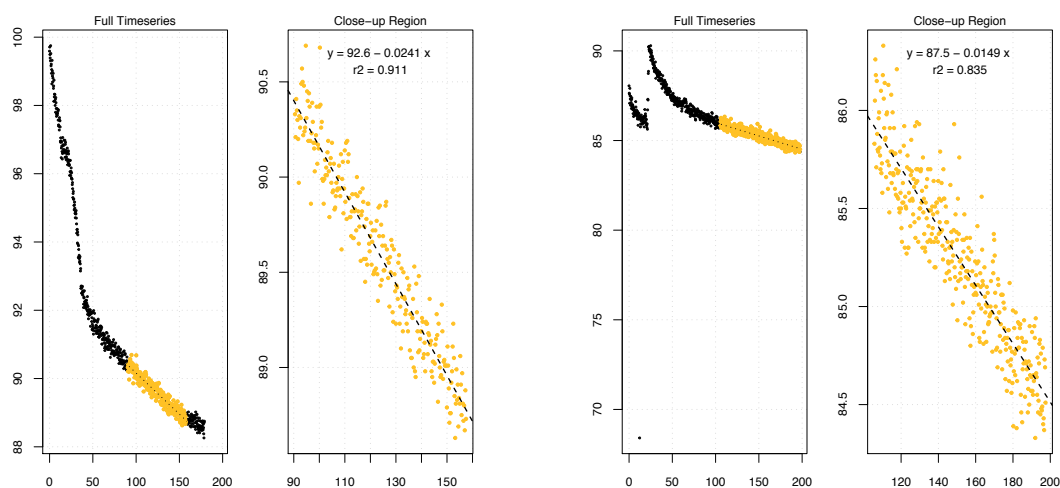 Full Timeseries
100
98
96
94
92
90
88
0 50 100 150 200
Close−up Region
y = 92.6 − 0.0241 x
r2 = 0.911
90.5
90.0
89.5
89.0
90 110 130 150
Full Timeseries
90
85
80
75
70
0 50 100 150 200
Close−up Region
y = 87.5 − 0.0149 x
r2 = 0.835
86.0
85.5
85.0
84.5
120 140 160 180 200